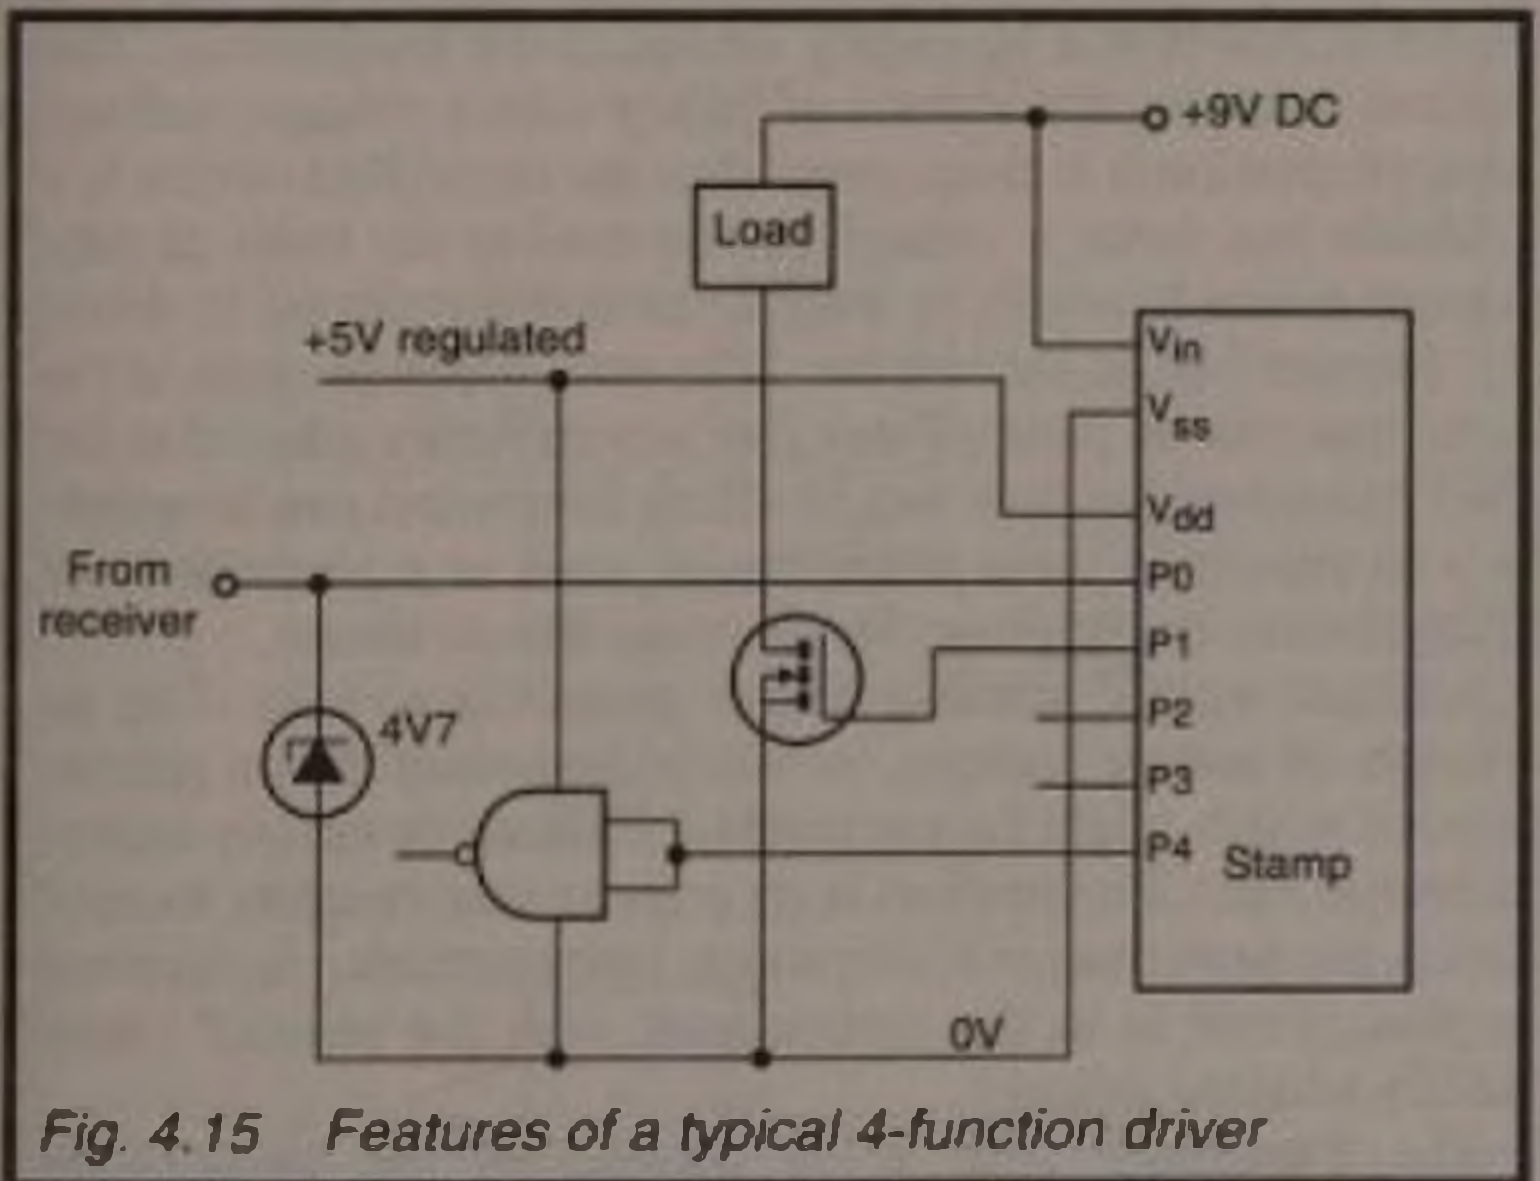 +9V DC
Load
+5V regulated
Vin
Vss
Vdd
From
receiver
P0
P1
P2
4V7
P3
P4
Stamp
0V
Fig. 4.15 Features of a typical 4-function driver